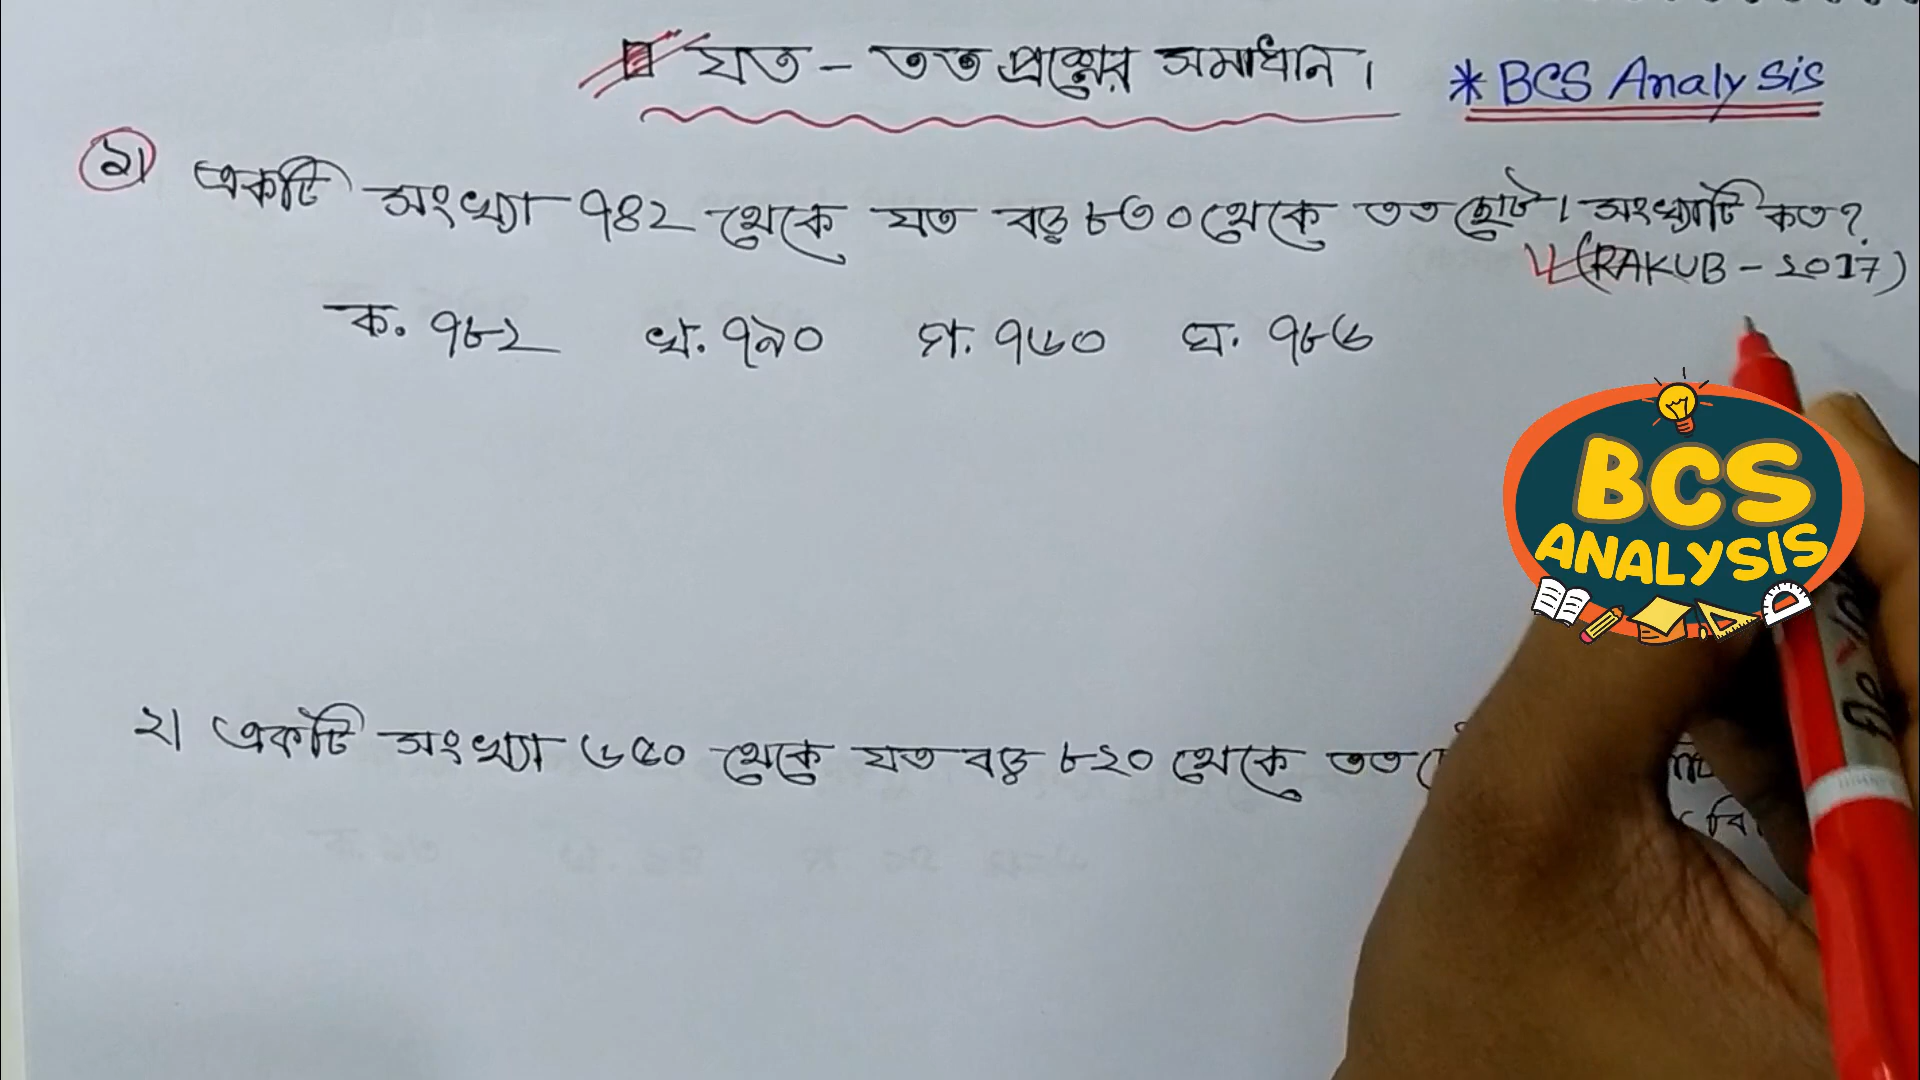 যত - তত প্রশ্নের সমাধান।
* BCS Analysis
১। একটি সংখ্যা ৭৪২ থেকে যত বড় ৮৩০ থেকে তত ছোট। সংখ্যাটি কত?
(RAKUB - ২০17)
ক. ৭৮২ খ. ৭৯০ গ. ৭৬০ ঘ. ৭৮৬
BCS
ANALYSIS
২। একটি সংখ্যা ৬৫০ থেকে যত বড় ৮২০ থেকে তত